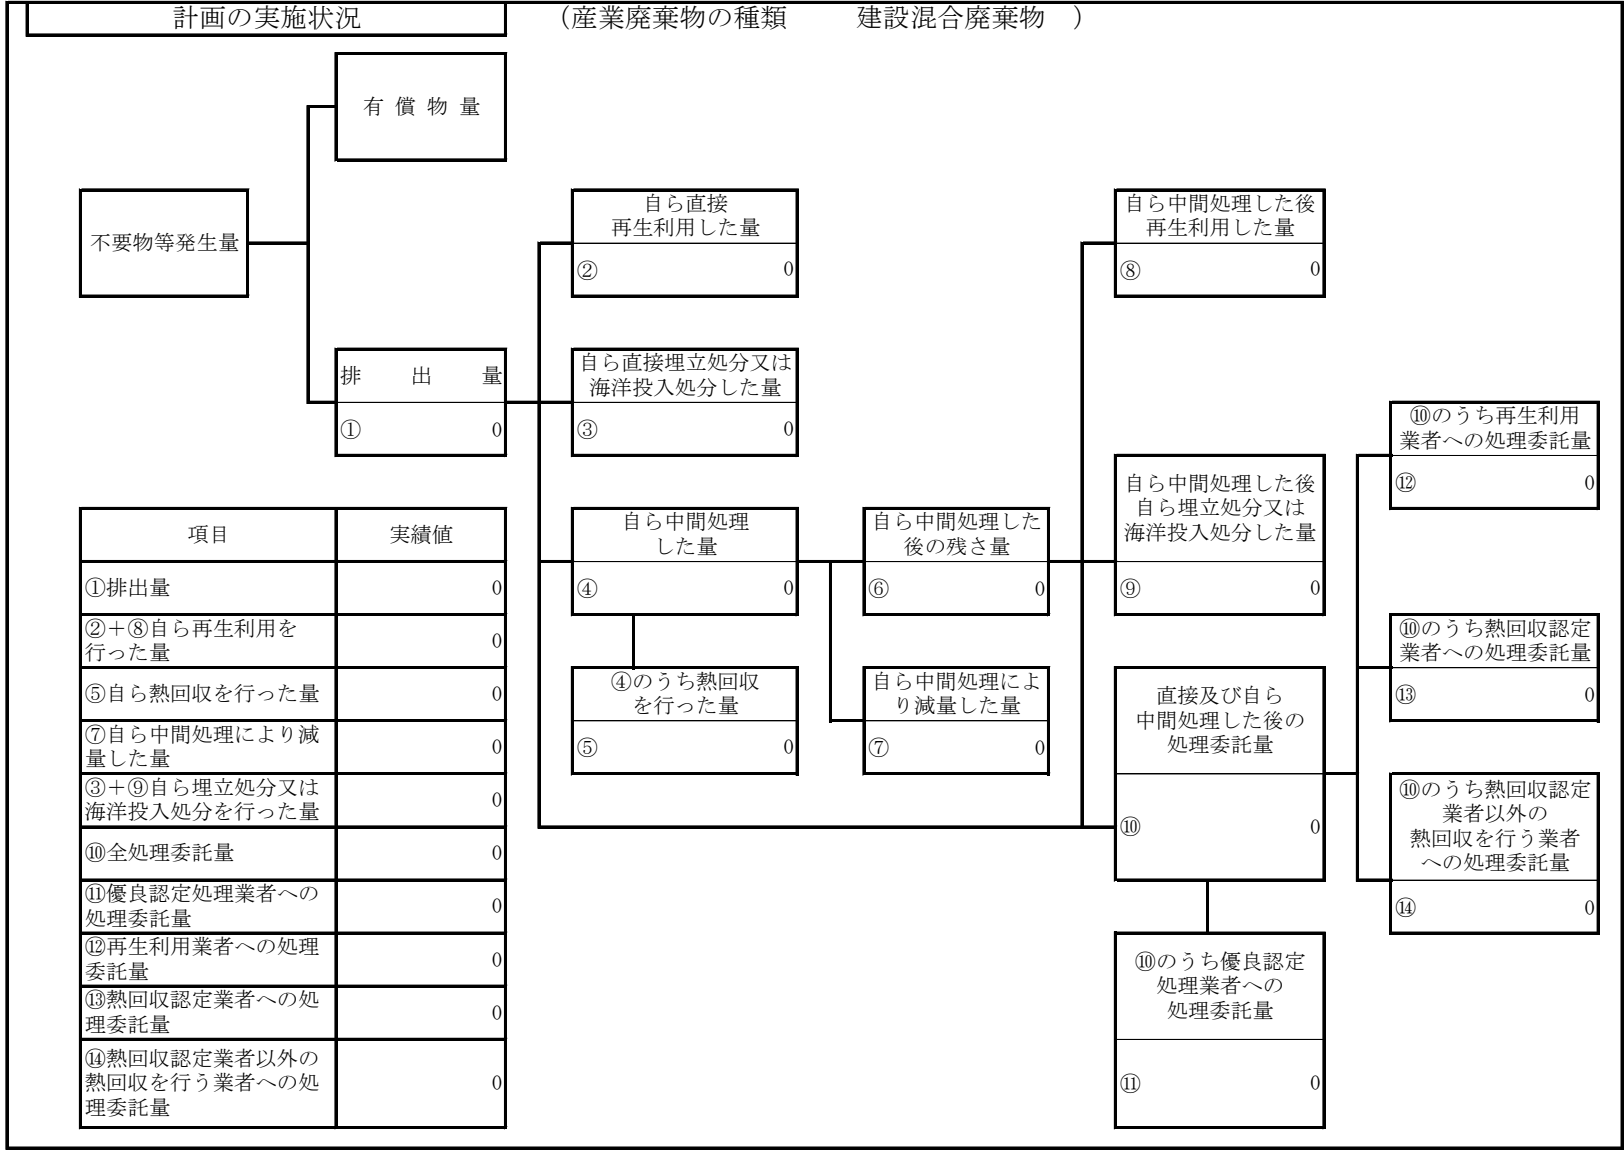 計画の実施状況
（産業廃棄物の種類　　　建設混合廃棄物　）
有 償 物 量
不要物等発生量
排 出 量
① 0
自ら直接
再生利用した量
② 0
自ら直接埋立処分又は
海洋投入処分した量
③ 0
自ら中間処理
した量
④ 0
④のうち熱回収
を行った量
⑤ 0
自ら中間処理した
後の残さ量
⑥ 0
自ら中間処理によ
り減量した量
⑦ 0
自ら中間処理した後
再生利用した量
⑧ 0
自ら中間処理した後
自ら埋立処分又は
海洋投入処分した量
⑨ 0
直接及び自ら
中間処理した後の
処理委託量
⑩ 0
⑩のうち優良認定
処理業者への
処理委託量
⑪ 0
⑩のうち再生利用
業者への処理委託量
⑫ 0
⑩のうち熱回収認定
業者への処理委託量
⑬ 0
⑩のうち熱回収認定
業者以外の
熱回収を行う業者
への処理委託量
⑭ 0
項目 実績値
①排出量 0
②＋⑧自ら再生利用を
行った量 0
⑤自ら熱回収を行った量 0
⑦自ら中間処理により減
量した量 0
③＋⑨自ら埋立処分又は
海洋投入処分を行った量 0
⑩全処理委託量 0
⑪優良認定処理業者への
処理委託量 0
⑫再生利用業者への処理
委託量 0
⑬熱回収認定業者への処
理委託量 0
⑭熱回収認定業者以外の
熱回収を行う業者への処
理委託量 0